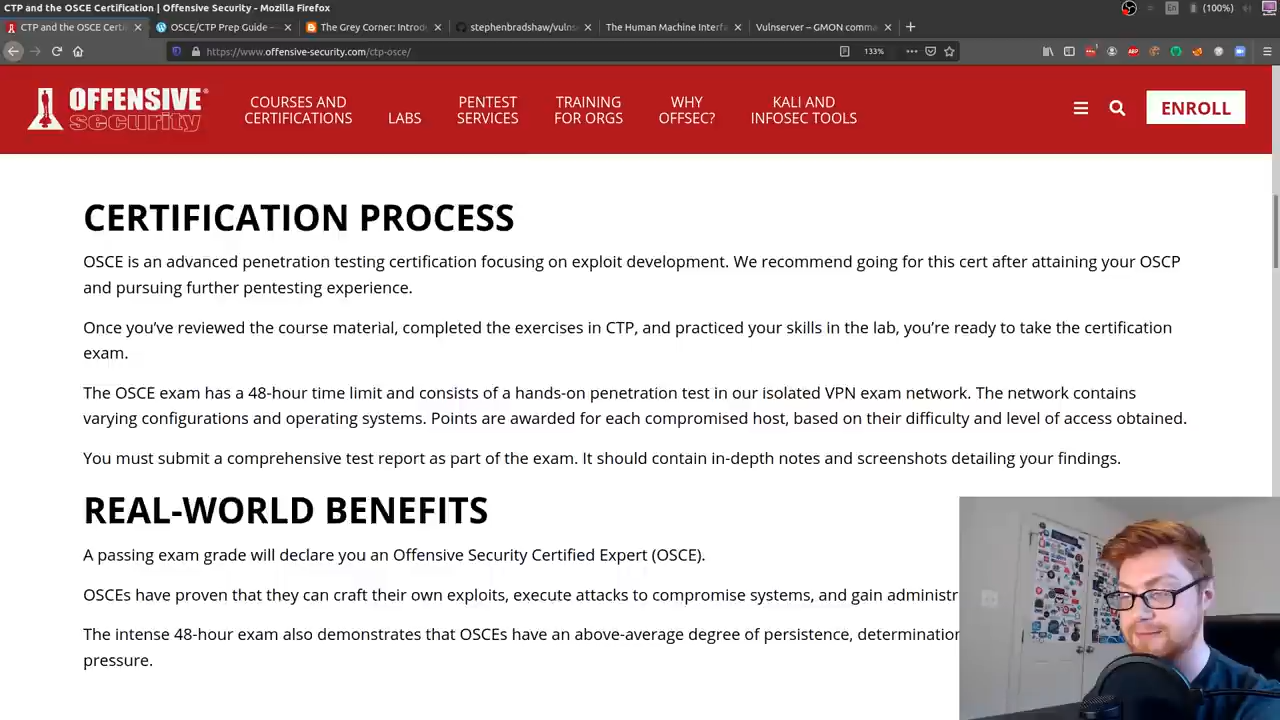 CTP and the OSCE Certification | Offensive Security - Mozilla Firefox
En
(100%)
CTP and the OSCE Certi
OSCE/CTP Prep Guide –
The Grey Corner: Introdu
stephenbradshaw/vulns
The Human Machine Interf
Vulnserver – GMON comma
https://www.offensive-security.com/ctp-osce/
133%
OFFENSIVE
security
COURSES AND
CERTIFICATIONS
LABS
PENTEST
SERVICES
TRAINING
FOR ORGS
WHY
OFFSEC?
KALI AND
INFOSEC TOOLS
ENROLL
CERTIFICATION PROCESS
OSCE is an advanced penetration testing certification focusing on exploit development. We recommend going for this cert after attaining your OSCP
and pursuing further pentesting experience.
Once you’ve reviewed the course material, completed the exercises in CTP, and practiced your skills in the lab, you’re ready to take the certification
exam.
The OSCE exam has a 48-hour time limit and consists of a hands-on penetration test in our isolated VPN exam network. The network contains
varying configurations and operating systems. Points are awarded for each compromised host, based on their difficulty and level of access obtained.
You must submit a comprehensive test report as part of the exam. It should contain in-depth notes and screenshots detailing your findings.
REAL-WORLD BENEFITS
A passing exam grade will declare you an Offensive Security Certified Expert (OSCE).
OSCEs have proven that they can craft their own exploits, execute attacks to compromise systems, and gain administr
The intense 48-hour exam also demonstrates that OSCEs have an above-average degree of persistence, determination
pressure.